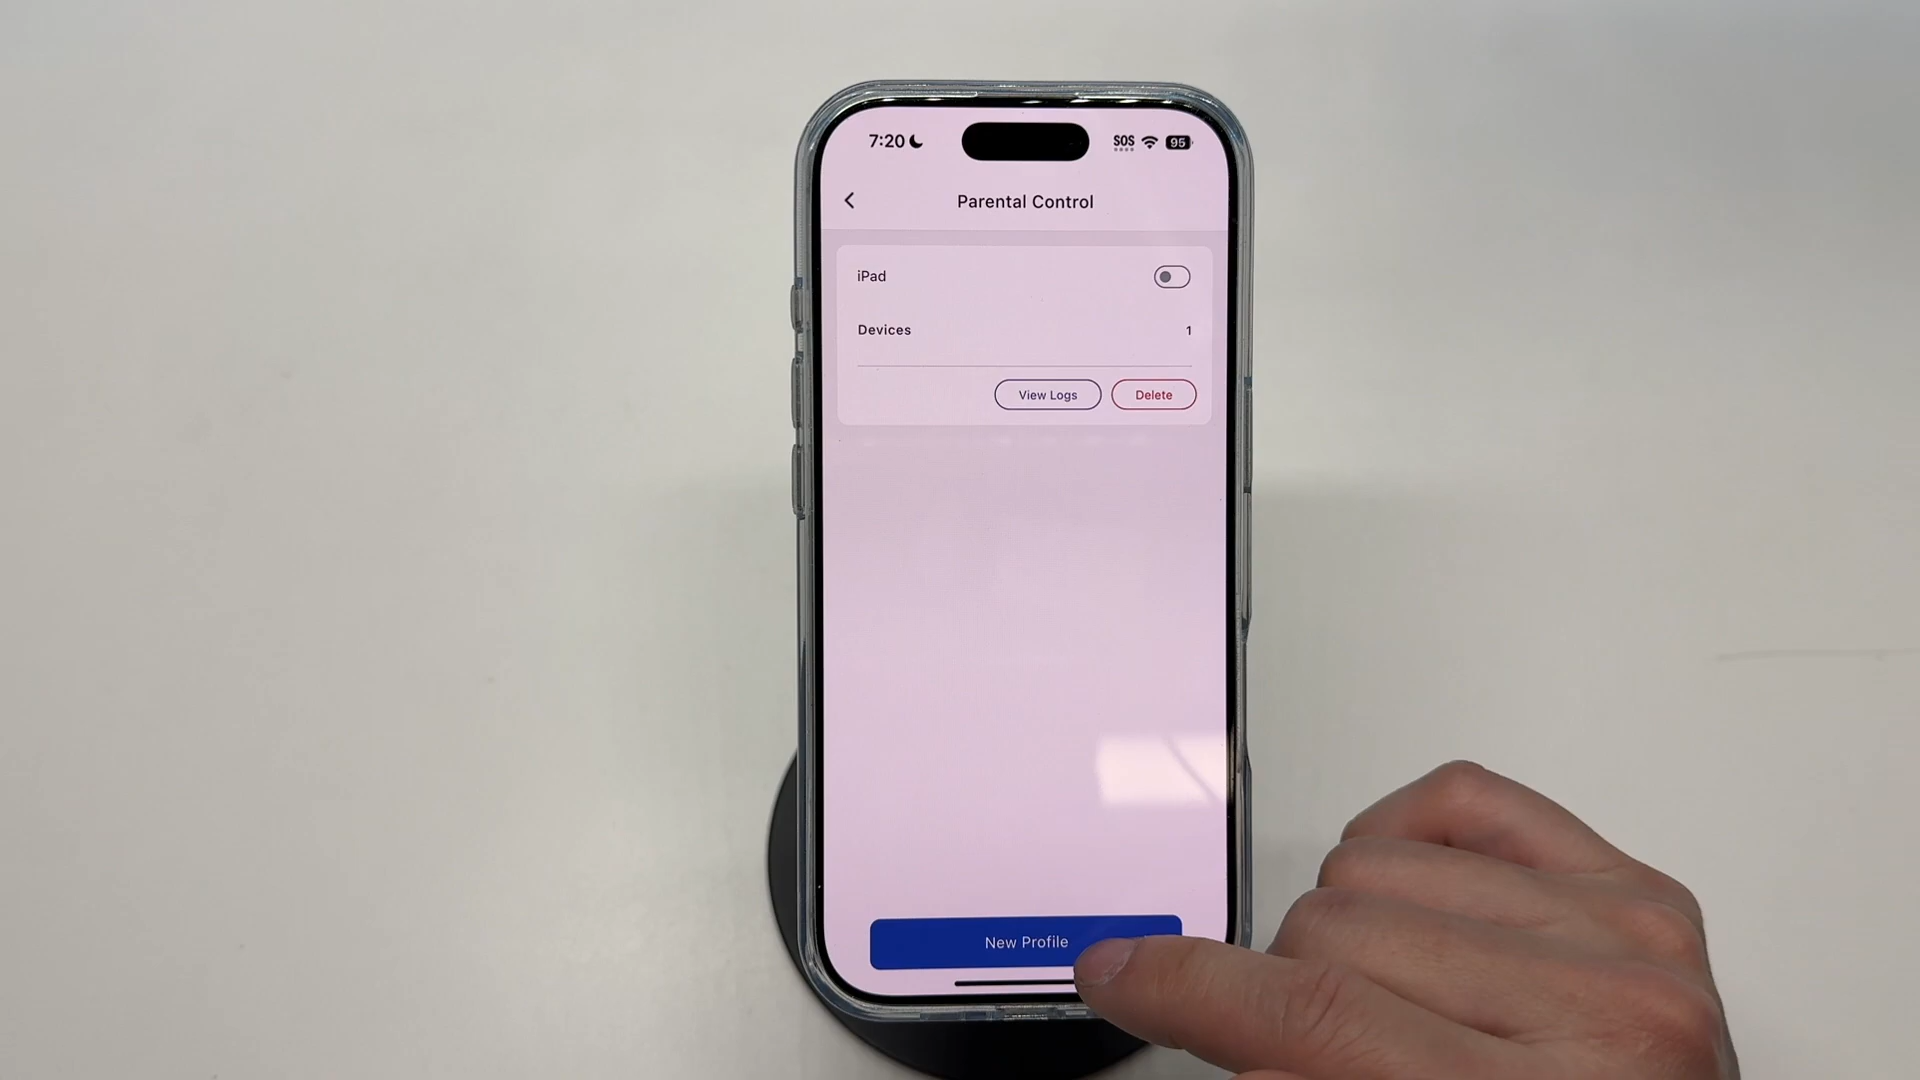 7:20 SOS 95
Parental Control
iPad
Devices 1
View Logs Delete
New Profile